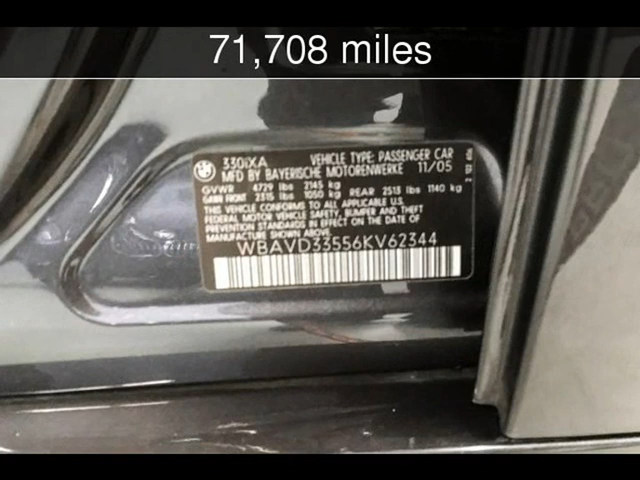 71,708 miles
330iXA VEHICLE TYPE: PASSENGER CAR
MFD BY BAYERISCHE MOTORENWERKE 11/05
GVWR 4729 lbs 2145 kg
GAWR FRONT 2315 lbs 1050 kg REAR 2513 lbs 1140 kg
THIS VEHICLE CONFORMS TO ALL APPLICABLE
FEDERAL MOTOR VEHICLE SAFETY, BUMPER AND THEFT
PREVENTION STANDARDS IN EFFECT ON THE DATE OF
MANUFACTURE SHOWN ABOVE.
WBAVD33556KV62344